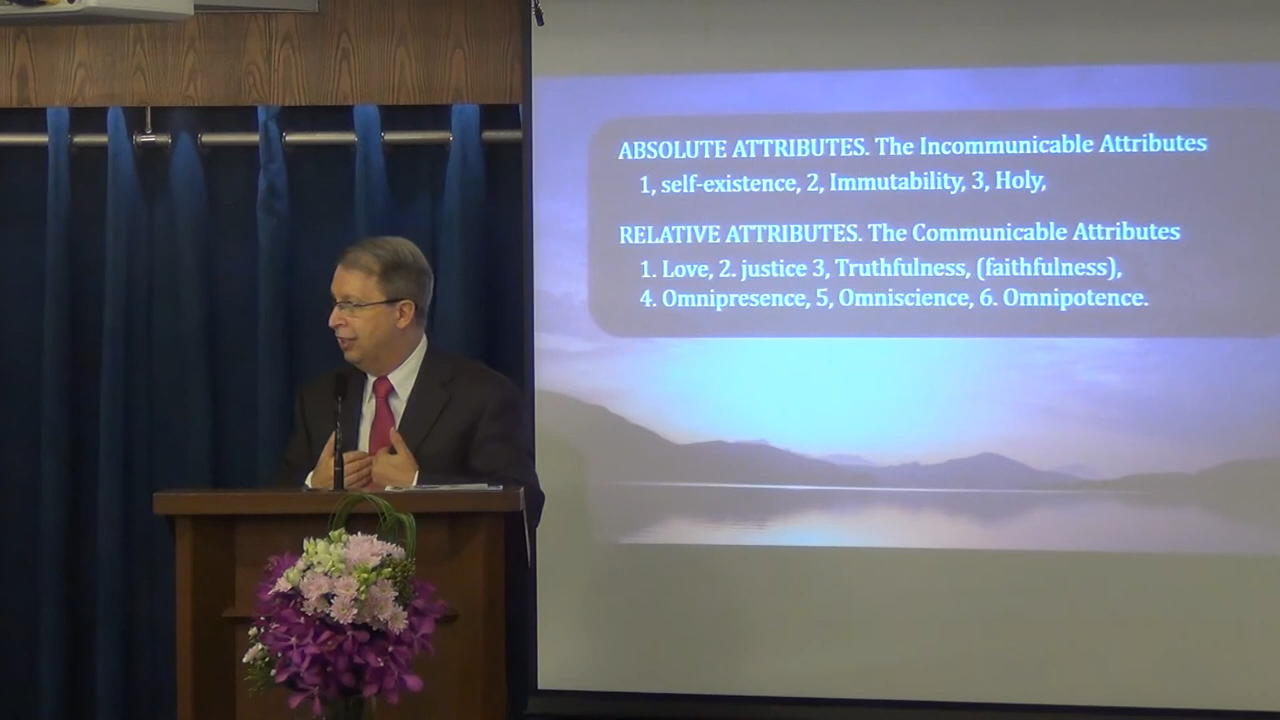 ABSOLUTE ATTRIBUTES. The Incommunicable Attributes
1, self-existence, 2, Immutability, 3, Holy,
RELATIVE ATTRIBUTES. The Communicable Attributes
1. Love, 2. justice 3, Truthfulness, (faithfulness),
4. Omnipresence, 5, Omniscience, 6. Omnipotence.